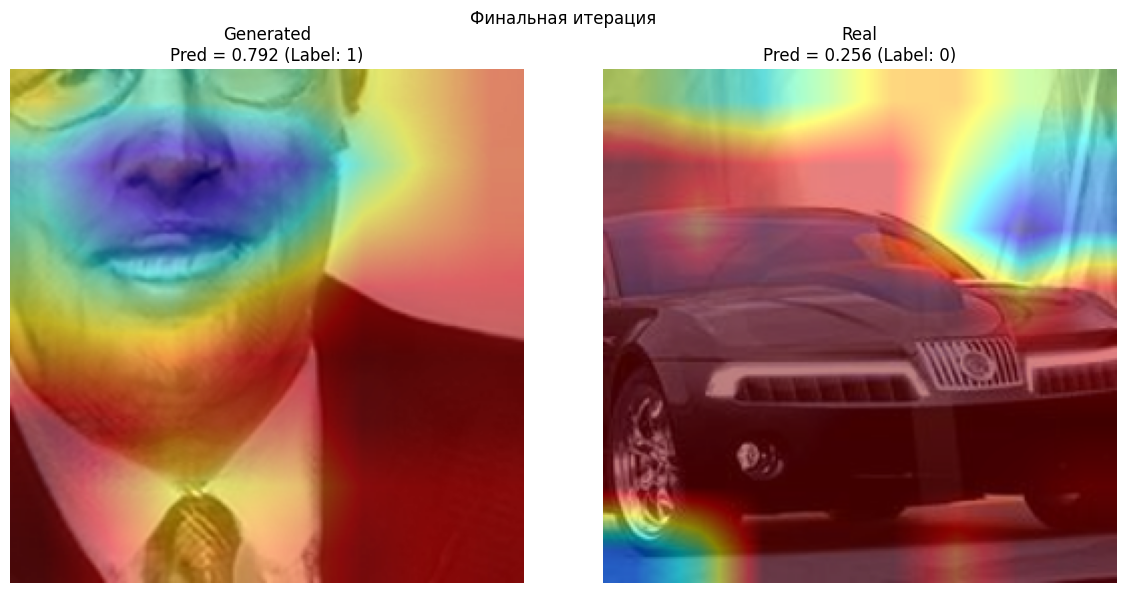 Финальная итерация
Generated
Pred = 0.792 (Label: 1)
Real
Pred = 0.256 (Label: 0)